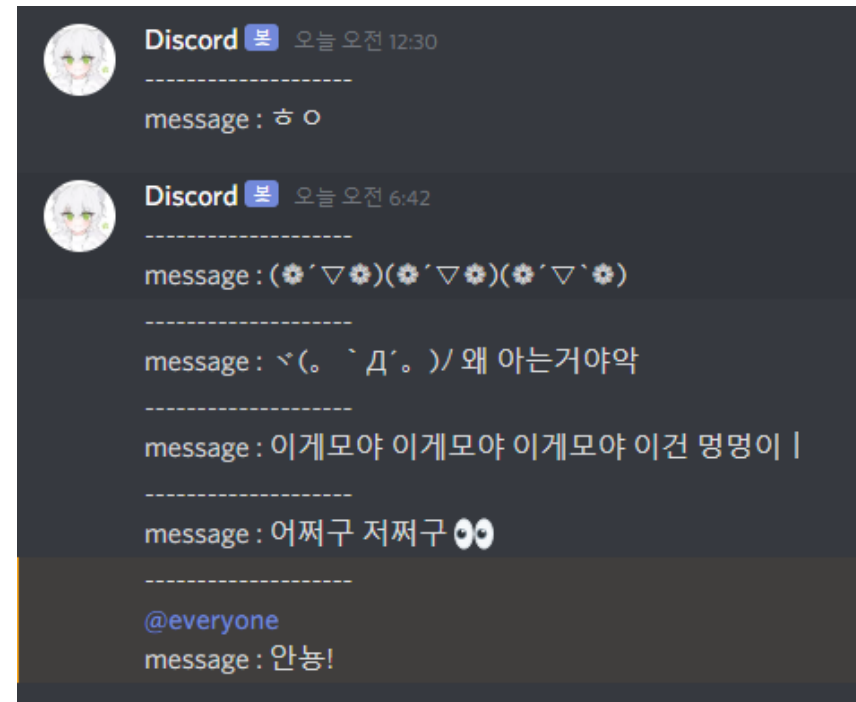 Discord 봇 오늘 오전 12:30
--------------------
message : ㅎㅇ
Discord 봇 오늘 오전 6:42
--------------------
message : (❁´▽❁)(❁´▽❁)(❁´▽`❁)
--------------------
message : ヾ(。｀Д´。)ﾉ 왜 아는거야악
--------------------
message : 이게모야 이게모야 이게모야 이건 멍멍이ㅣ
--------------------
message : 어쩌구 저쩌구 👀
--------------------
@everyone
message : 안뇽!